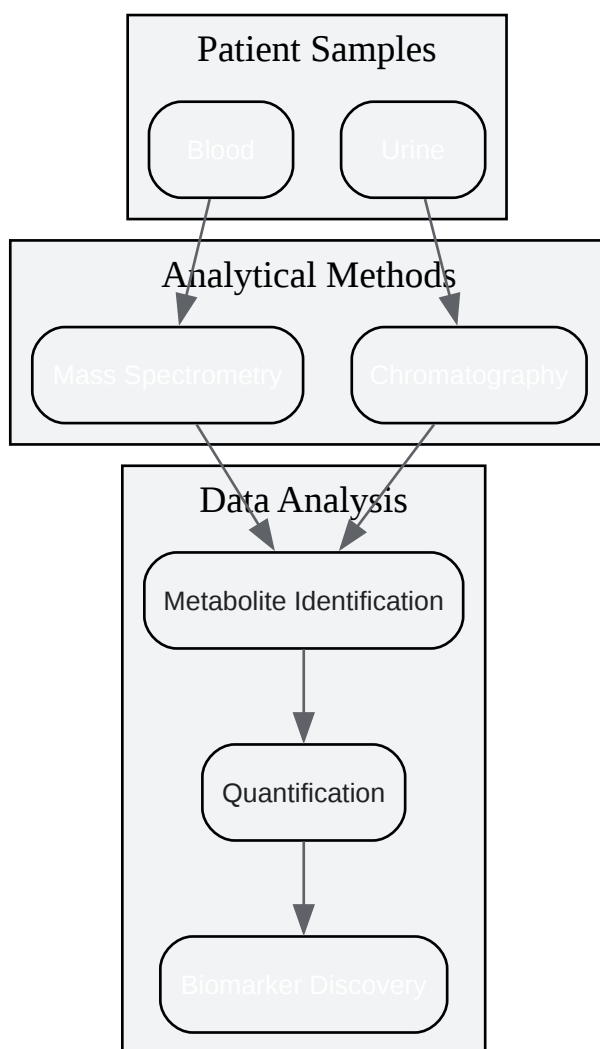 Patient Samples
Blood
Urine
Analytical Methods
Mass Spectrometry
Chromatography
Data Analysis
Metabolite Identification
Quantification
Biomarker Discovery